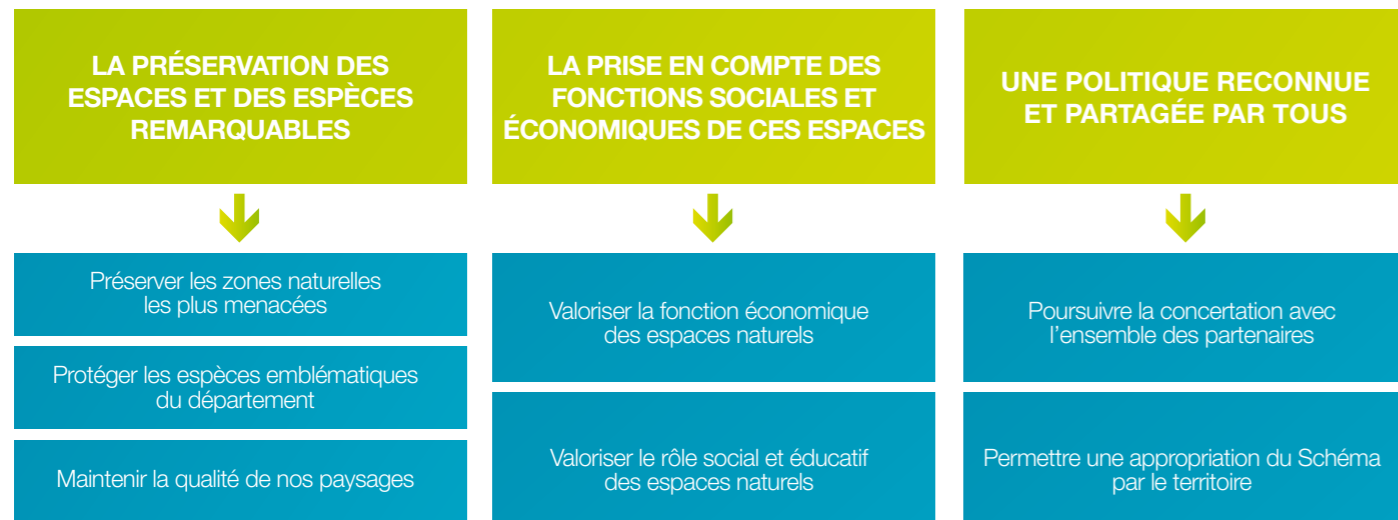 LA PRÉSERVATION DES
ESPACES ET DES ESPÈCES
REMARQUABLES
Préserver les zones naturelles
les plus menacées
Protéger les espèces emblématiques
du département
Maintenir la qualité de nos paysages
LA PRISE EN COMPTE DES
FONCTIONS SOCIALES ET
ÉCONOMIQUES DE CES ESPACES
Valoriser la fonction économique
des espaces naturels
Valoriser le rôle social et éducatif
des espaces naturels
UNE POLITIQUE RECONNUE
ET PARTAGÉE PAR TOUS
Poursuivre la concertation avec
l’ensemble des partenaires
Permettre une appropriation du Schéma
par le territoire